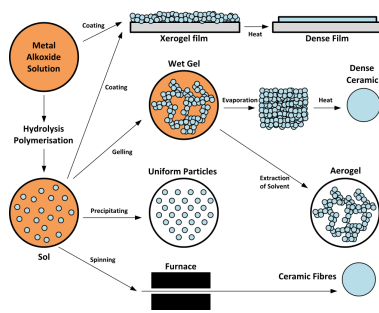 Coating
Xerogel film
Heat
Dense Film
Metal
Alkoxide
Solution
Coating
Wet Gel
Dense
Ceramic
Evaporation
Heat
Hydrolysis
Polymerisation
Gelling
Extraction
of Solvent
Uniform Particles
Aerogel
Precipitating
Sol
Spinning
Furnace
Ceramic Fibres